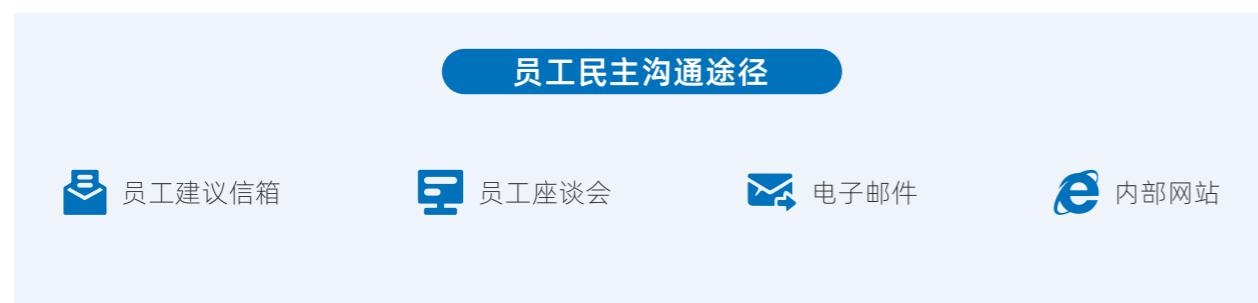 员工民主沟通途径
员工建议信箱
员工座谈会
电子邮件
内部网站